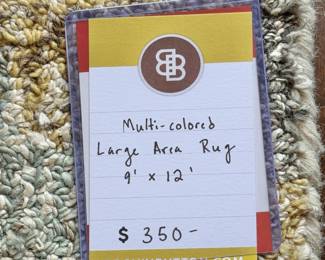 Multi-colored
Large Area Rug
9' x 12'
$ 350-